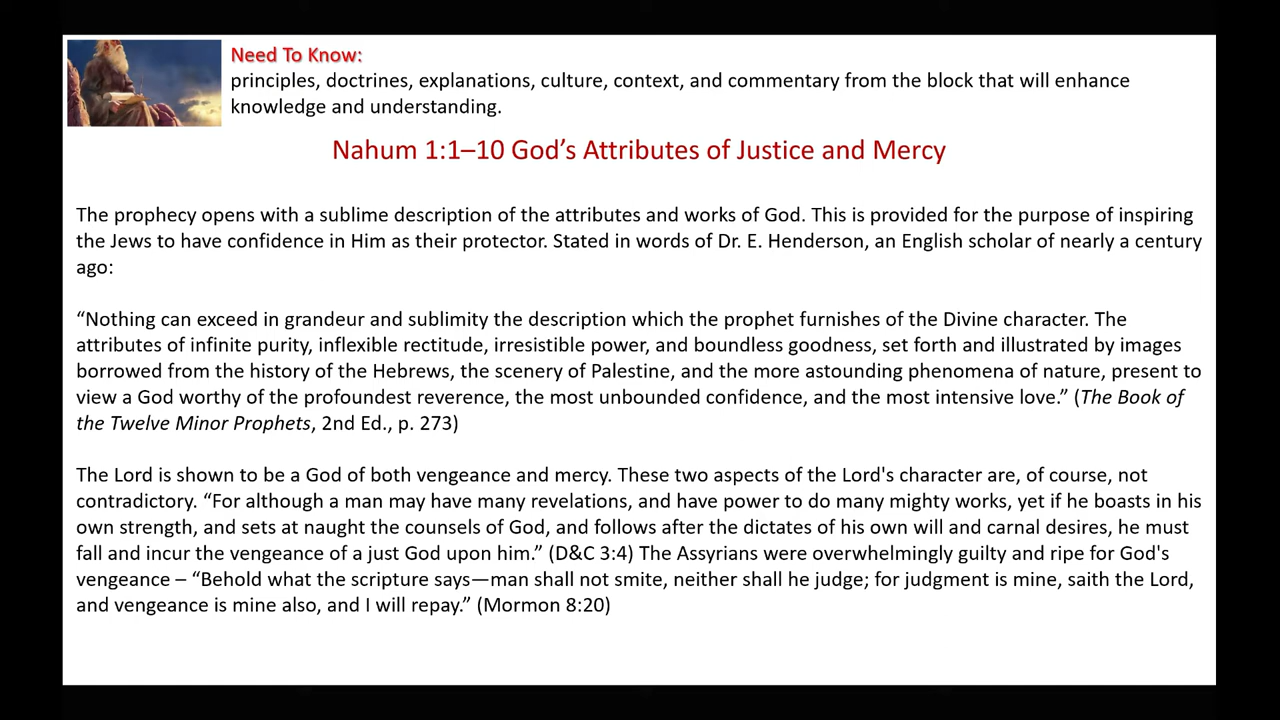 Need To Know:
principles, doctrines, explanations, culture, context, and commentary from the block that will enhance
knowledge and understanding.
Nahum 1:1–10 God’s Attributes of Justice and Mercy
The prophecy opens with a sublime description of the attributes and works of God. This is provided for the purpose of inspiring
the Jews to have confidence in Him as their protector. Stated in words of Dr. E. Henderson, an English scholar of nearly a century
ago:
“Nothing can exceed in grandeur and sublimity the description which the prophet furnishes of the Divine character. The
attributes of infinite purity, inflexible rectitude, irresistible power, and boundless goodness, set forth and illustrated by images
borrowed from the history of the Hebrews, the scenery of Palestine, and the more astounding phenomena of nature, present to
view a God worthy of the profoundest reverence, the most unbounded confidence, and the most intensive love.” (The Book of
the Twelve Minor Prophets, 2nd Ed., p. 273)
The Lord is shown to be a God of both vengeance and mercy. These two aspects of the Lord's character are, of course, not
contradictory. “For although a man may have many revelations, and have power to do many mighty works, yet if he boasts in his
own strength, and sets at naught the counsels of God, and follows after the dictates of his own will and carnal desires, he must
fall and incur the vengeance of a just God upon him.” (D&C 3:4) The Assyrians were overwhelmingly guilty and ripe for God's
vengeance – “Behold what the scripture says—man shall not smite, neither shall he judge; for judgment is mine, saith the Lord,
and vengeance is mine also, and I will repay.” (Mormon 8:20)